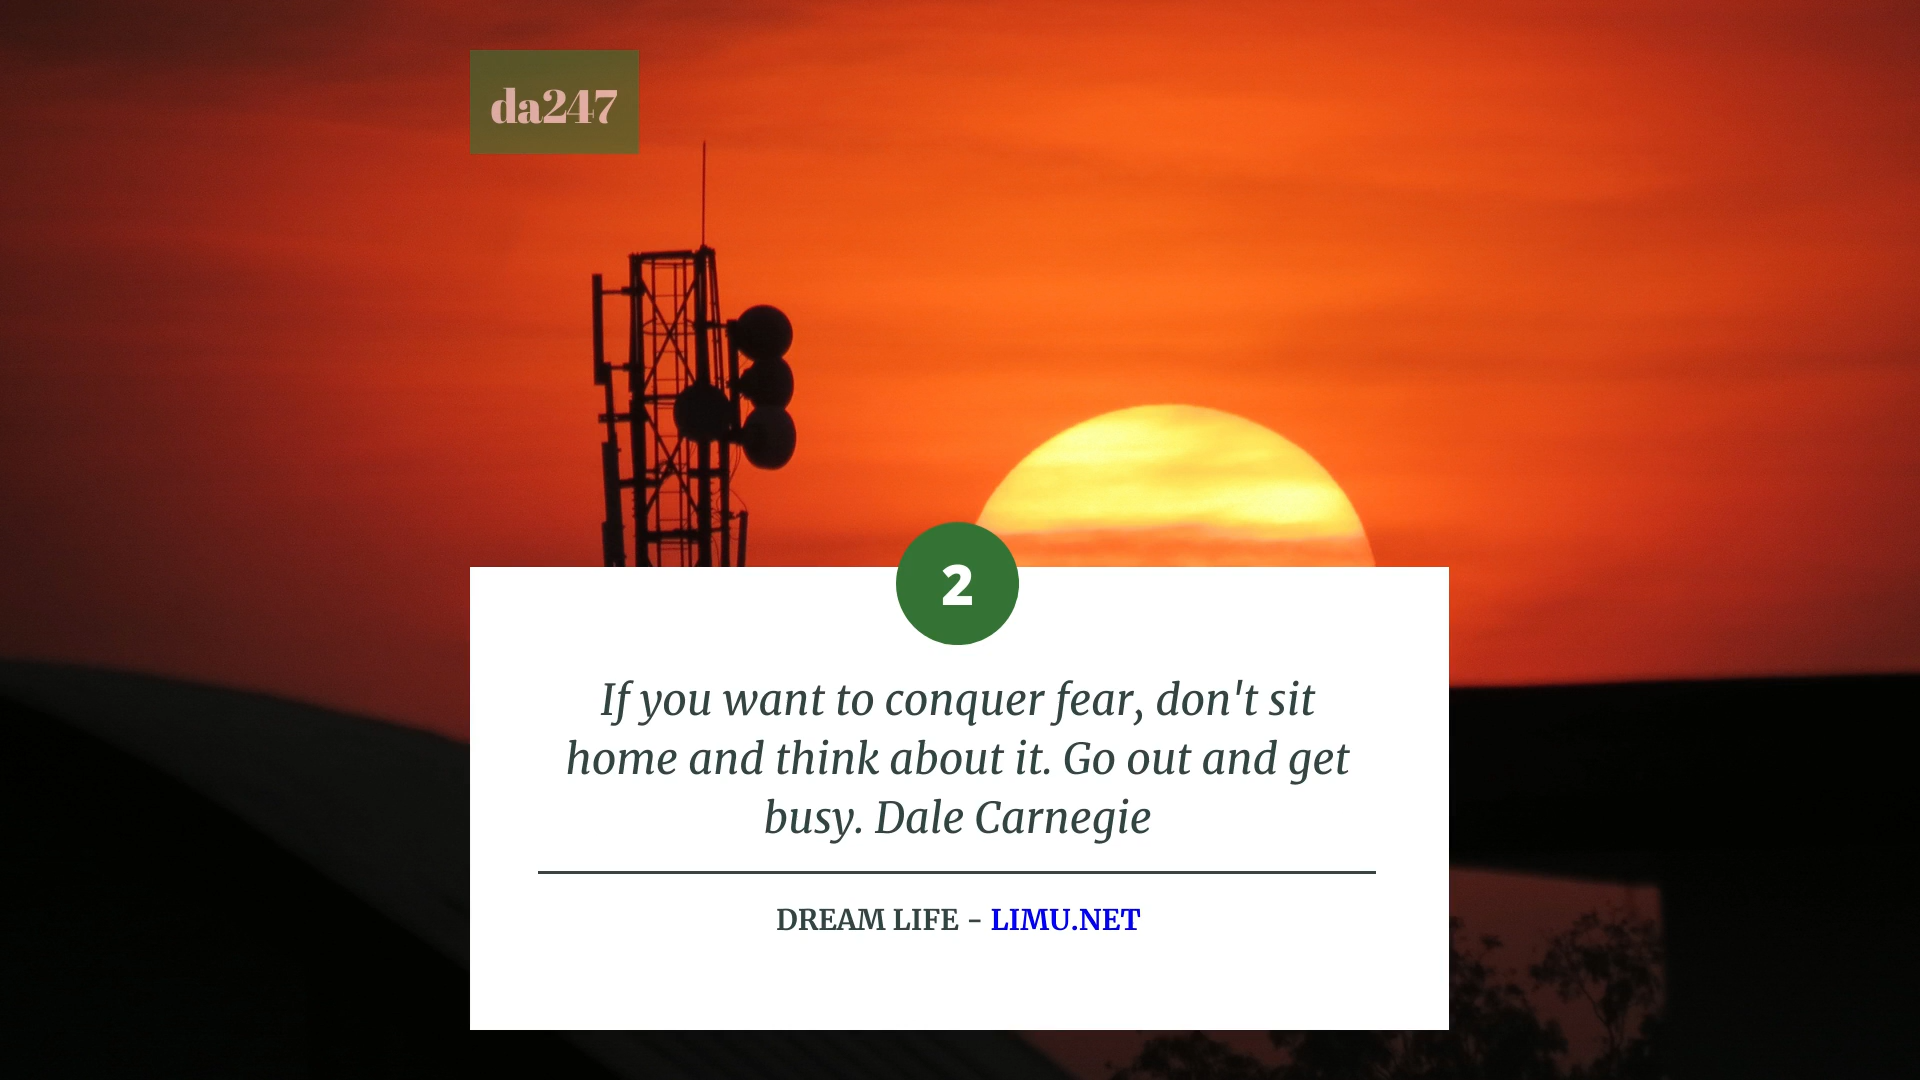 da247
2
If you want to conquer fear, don't sit
home and think about it. Go out and get
busy. Dale Carnegie
DREAM LIFE - LIMU.NET